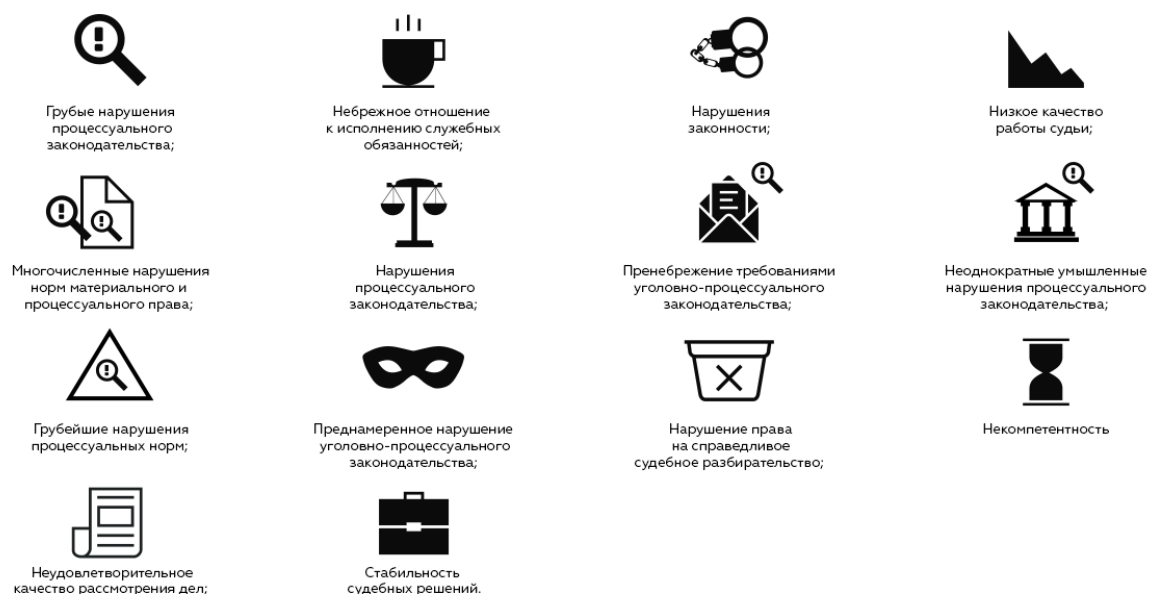 Грубые нарушения
процессуального
законодательства;
Небрежное отношение
к исполнению служебных
обязанностей;
Нарушения
законности;
Низкое качество
работы судьи;
Многочисленные нарушения
норм материального и
процессуального права;
Нарушения
процессуального
законодательства;
Пренебрежение требованиями
уголовно-процессуального
законодательства;
Неоднократные умышленные
нарушения процессуального
законодательства;
Грубейшие нарушения
процессуальных норм;
Преднамеренное нарушение
уголовно-процессуального
законодательства;
Нарушение права
на справедливое
судебное разбирательство;
Некомпетентность
Неудовлетворительное
качество рассмотрения дел;
Стабильность
судебных решений.